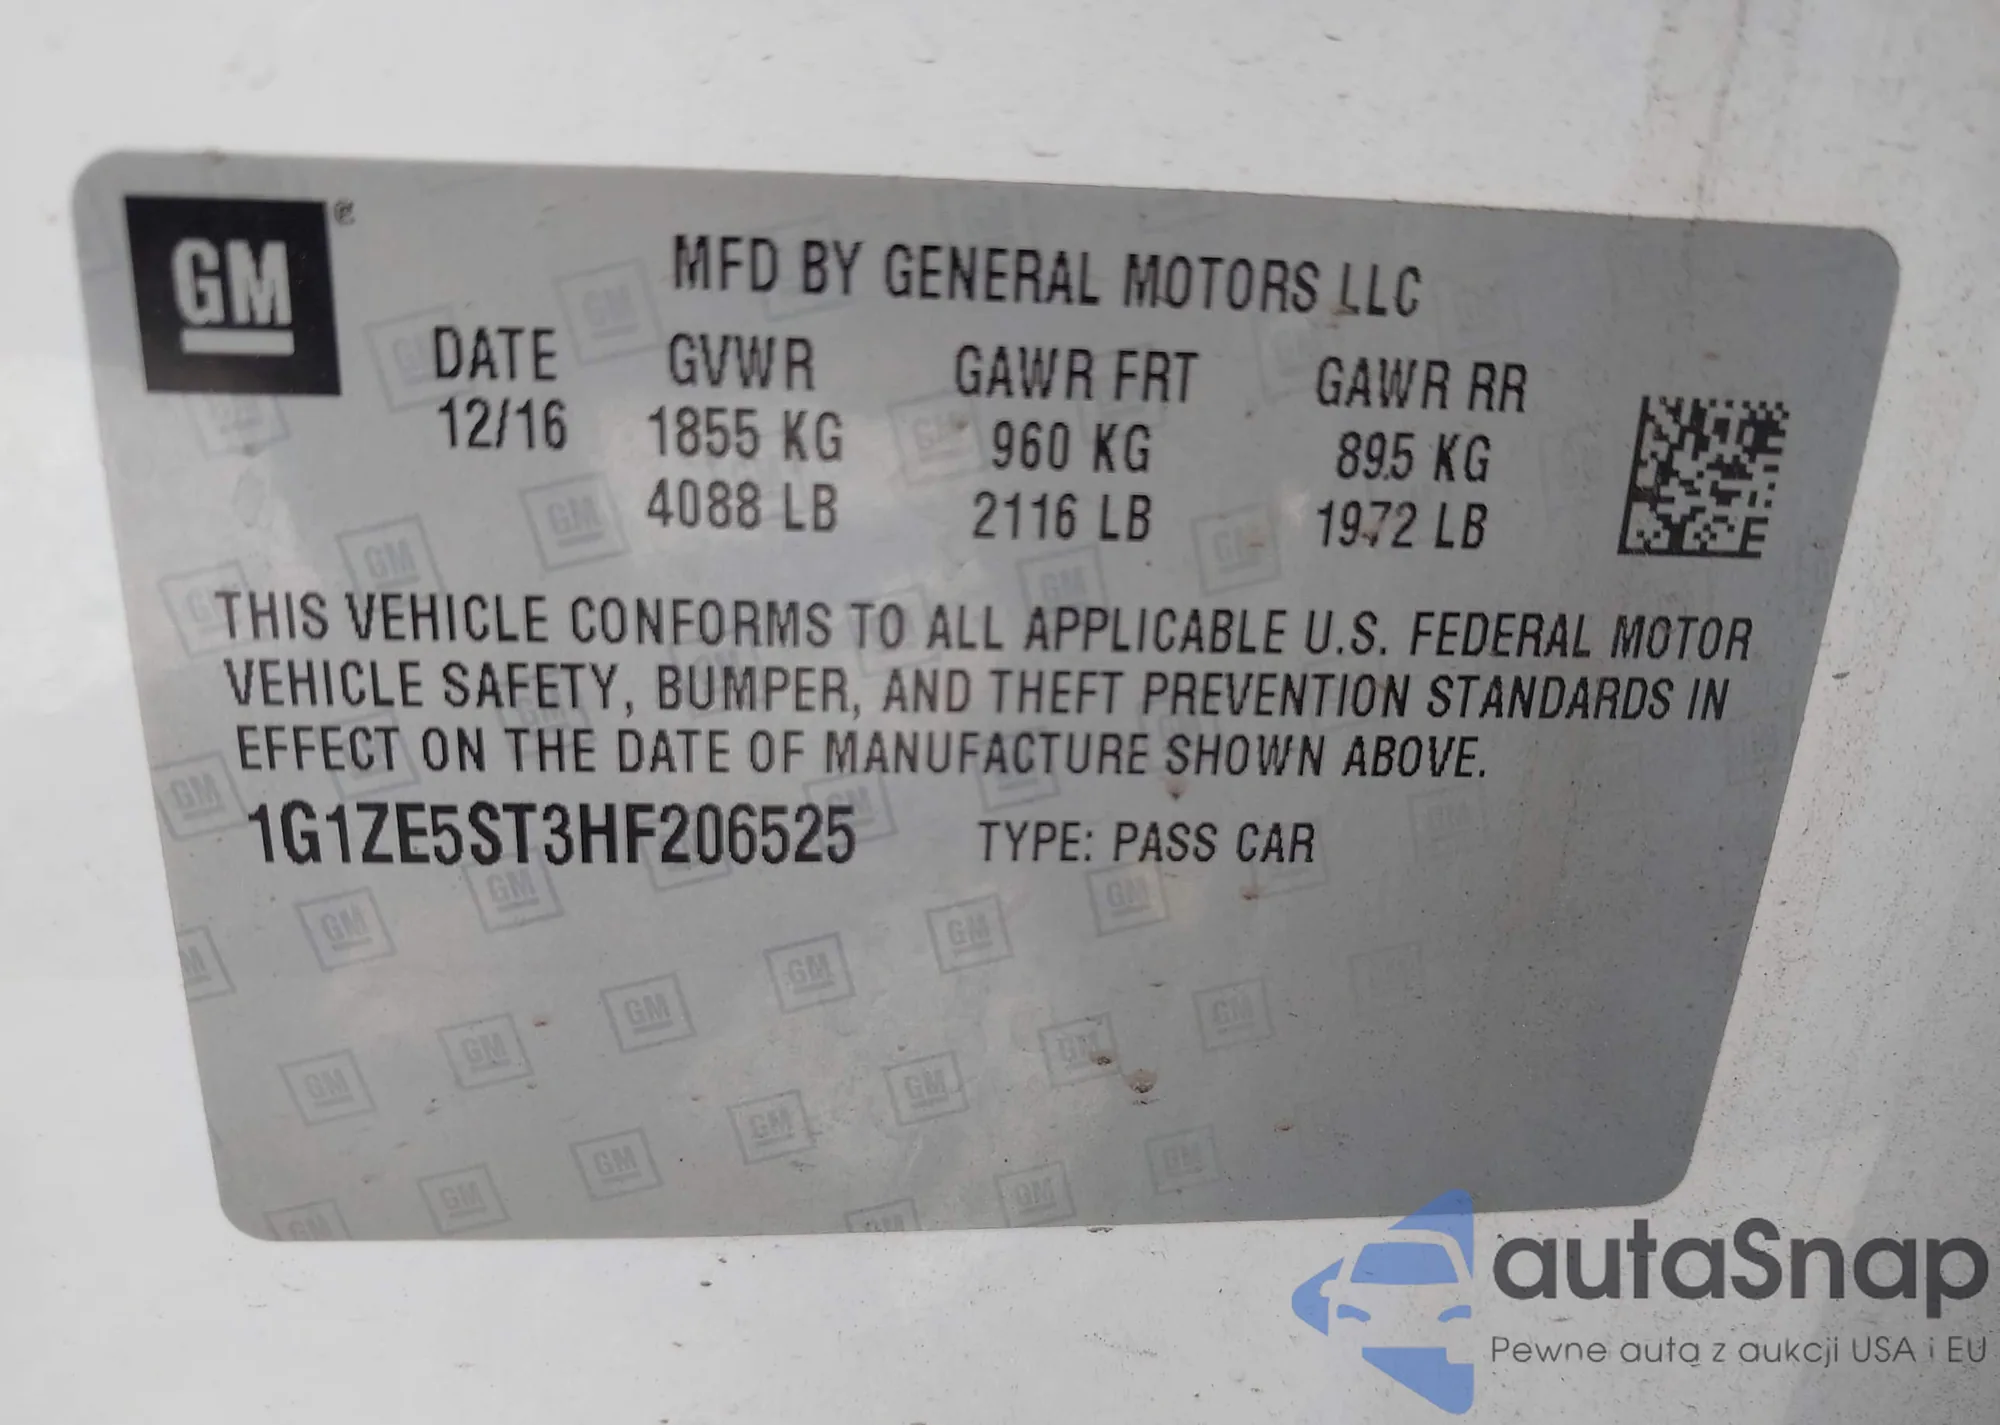 GM
MFD BY GENERAL MOTORS LLC
DATE GVWR GAWR FRT GAWR RR
12/16 1855 KG 960 KG 895 KG
4088 LB 2116 LB 1972 LB
THIS VEHICLE CONFORMS TO ALL APPLICABLE U.S. FEDERAL MOTOR
VEHICLE SAFETY, BUMPER, AND THEFT PREVENTION STANDARDS IN
EFFECT ON THE DATE OF MANUFACTURE SHOWN ABOVE.
1G1ZE5ST3HF206525 TYPE: PASS CAR
autaSnap
Pewne auta z aukcji USA i EU